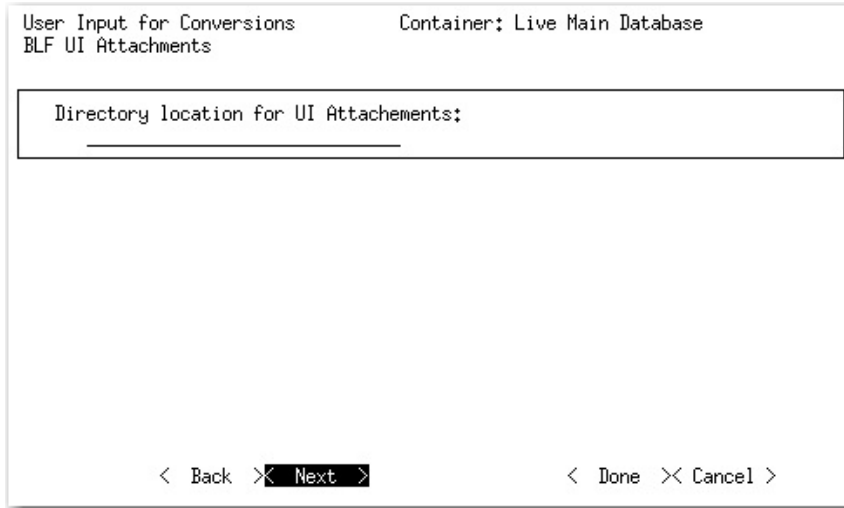 User Input for Conversions Container: Live Main Database
BLF UI Attachments
Directory location for UI Attachements:
< Back >< Next > < Done >< Cancel >